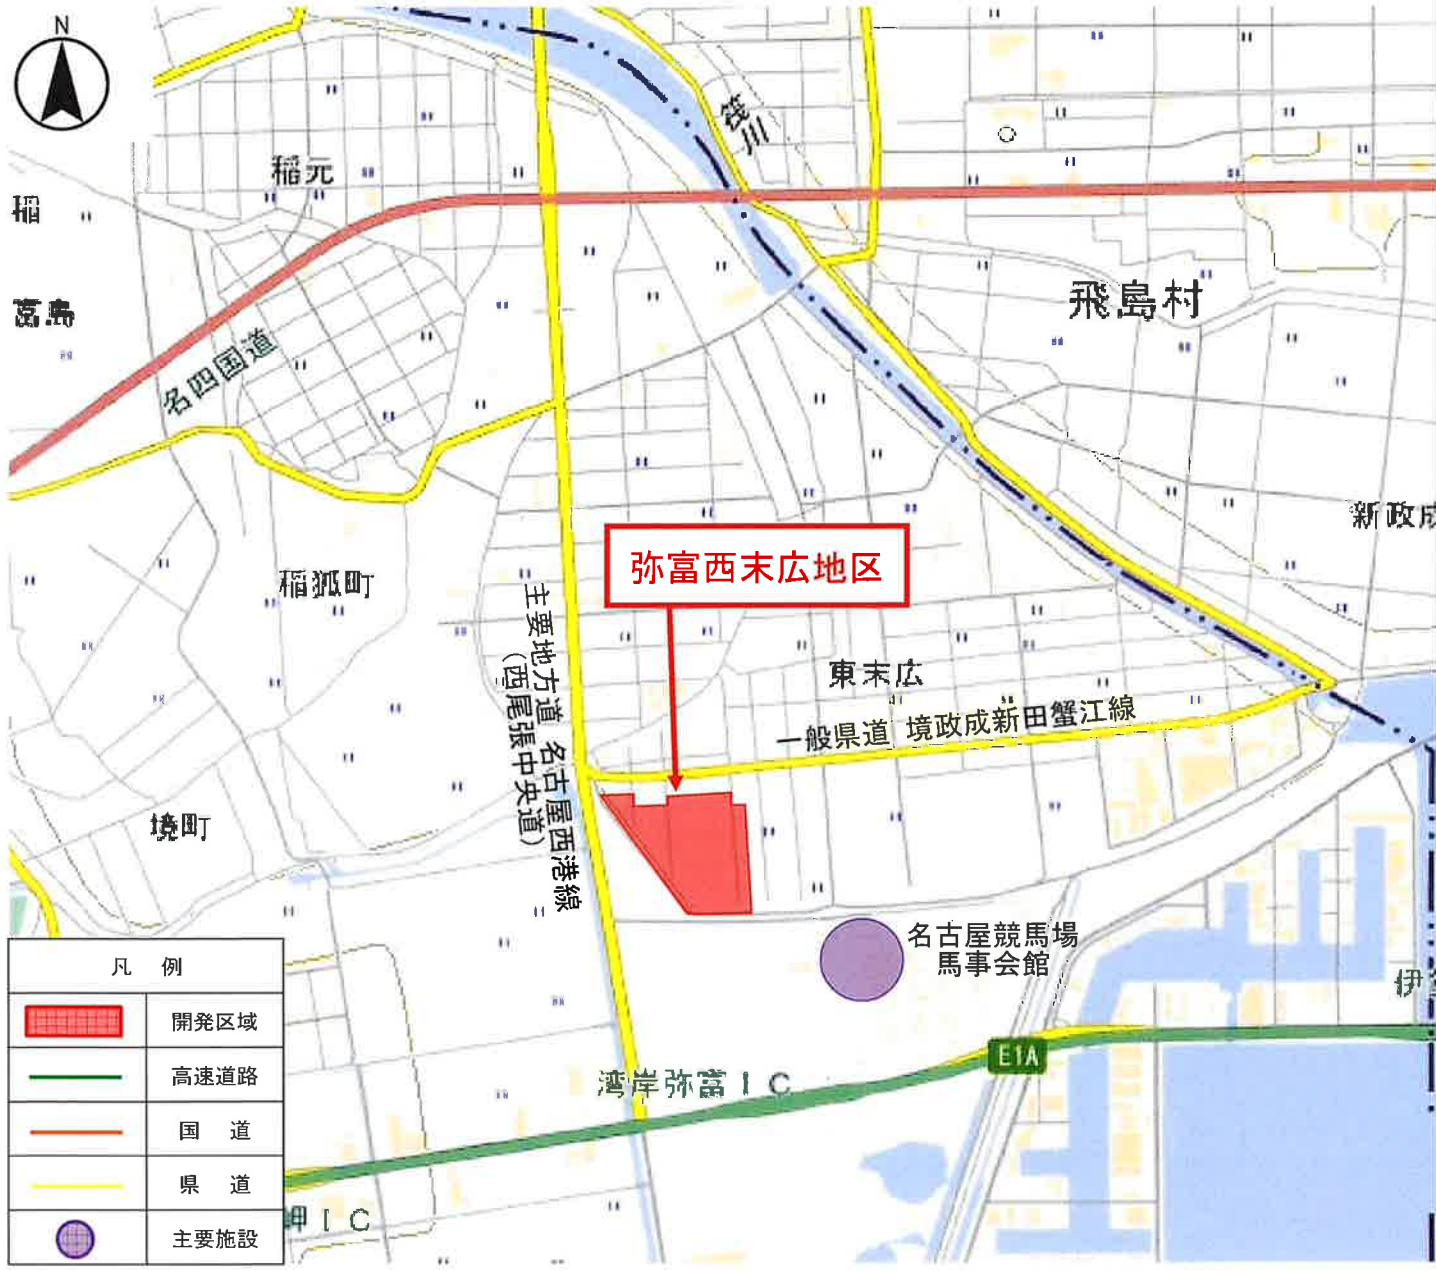 N
筏川
稲元
稲
飛島村
富島
名四国道
新政成
弥富西末広地区
稲狐町
主要地方道 名古屋西港線
(西尾張中央道)
東末広
一般県道 境政成新田蟹江線
境町
名古屋競馬場
馬事会館
凡 例
開発区域
高速道路
国 道
県 道
主要施設
伊
E1A
湾岸弥富IC
岬IC